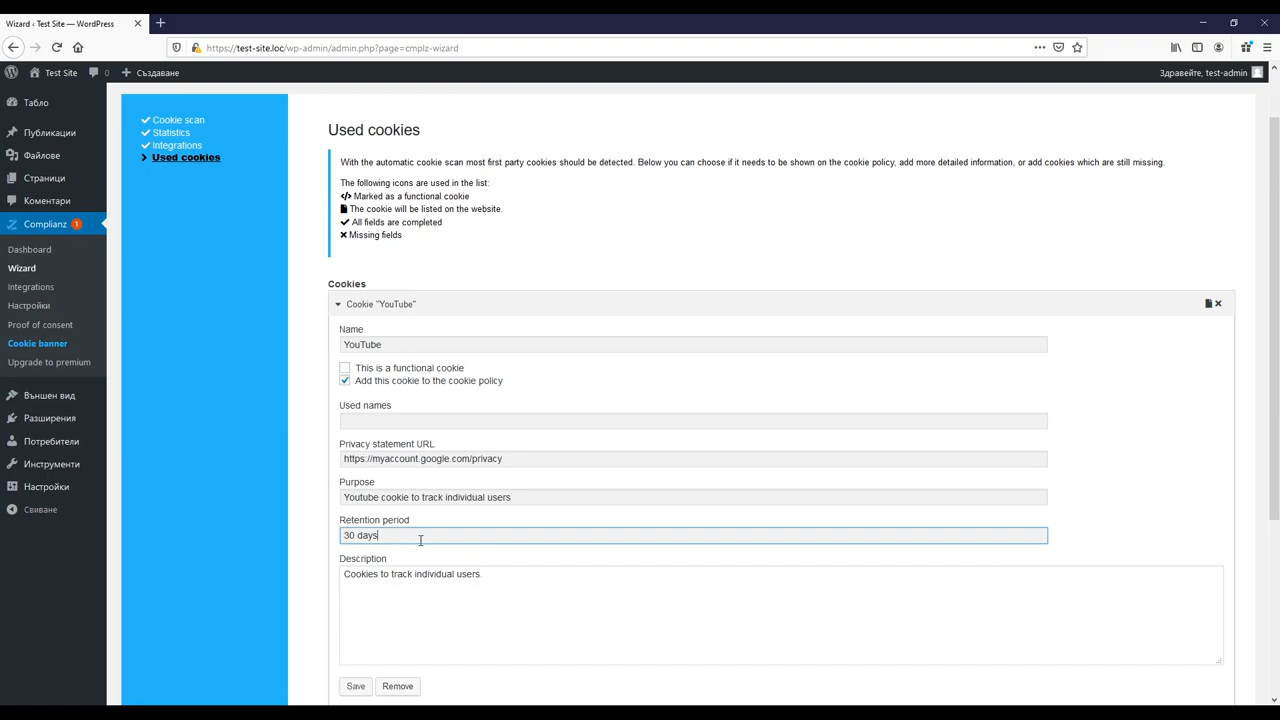 Wizard ‹ Test Site — WordPress
https://test-site.loc/wp-admin/admin.php?page=cmplz-wizard
Test Site 0 Създаване
Здравейте, test-admin
Табло
Публикации
Файлове
Страници
Коментари
Complianz 1
Dashboard
Wizard
Integrations
Настройки
Proof of consent
Cookie banner
Upgrade to premium
Външен вид
Разширения
Потребители
Инструменти
Настройки
Свиване
Cookie scan
Statistics
Integrations
Used cookies
Used cookies
With the automatic cookie scan most first party cookies should be detected. Below you can choose if it needs to be shown on the cookie policy, add more detailed information, or add cookies which are still missing.
The following icons are used in the list:
Marked as a functional cookie
The cookie will be listed on the website.
All fields are completed
Missing fields
Cookies
Cookie "YouTube"
Name
YouTube
This is a functional cookie
Add this cookie to the cookie policy
Used names
Privacy statement URL
https://myaccount.google.com/privacy
Purpose
Youtube cookie to track individual users
Retention period
30 days
Description
Cookies to track individual users.
Save Remove